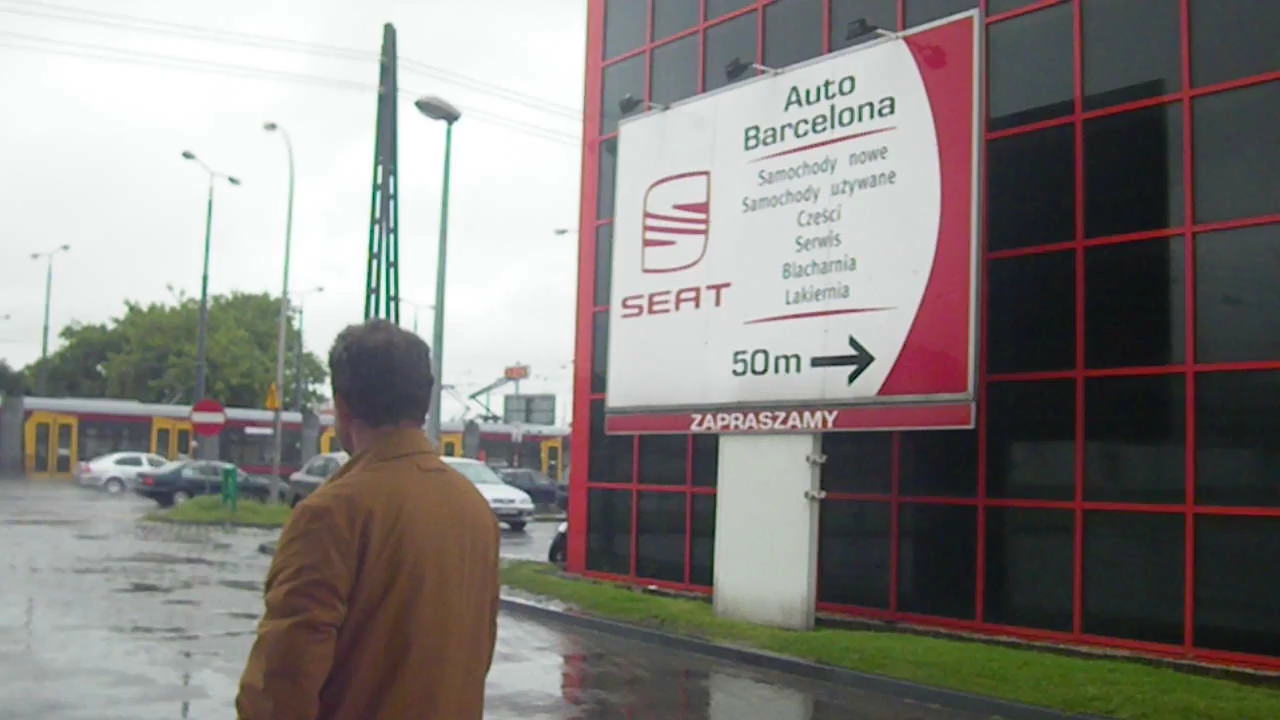 Auto
Barcelona
Samochody nowe
Samochody używane
Części
Serwis
Blacharnia
Lakiernia
SEAT
50m
ZAPRASZAMY